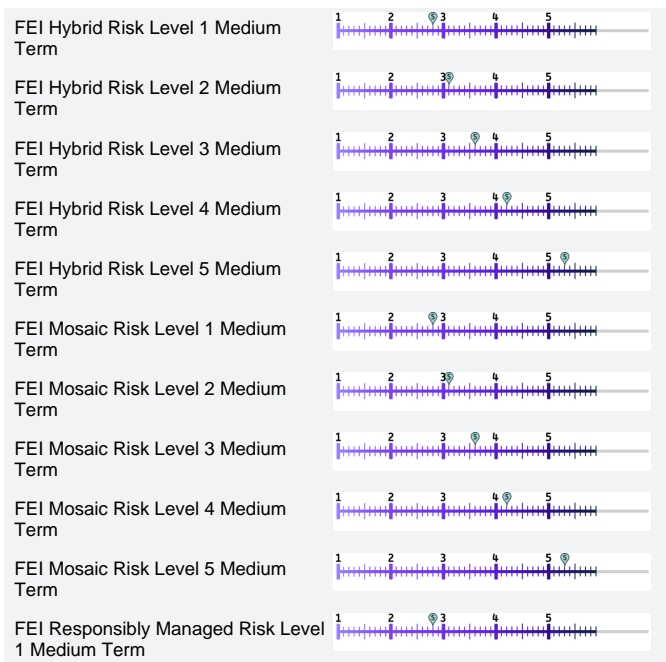 1 2 3 4 5
S
FEI Hybrid Risk Level 1 Medium
Term
1 2 3 4 5
S
FEI Hybrid Risk Level 2 Medium
Term
1 2 3 4 5
S
FEI Hybrid Risk Level 3 Medium
Term
1 2 3 4 5
S
FEI Hybrid Risk Level 4 Medium
Term
1 2 3 4 5
S
FEI Hybrid Risk Level 5 Medium
Term
1 2 3 4 5
S
FEI Mosaic Risk Level 1 Medium
Term
1 2 3 4 5
S
FEI Mosaic Risk Level 2 Medium
Term
1 2 3 4 5
S
FEI Mosaic Risk Level 3 Medium
Term
1 2 3 4 5
S
FEI Mosaic Risk Level 4 Medium
Term
1 2 3 4 5
S
FEI Mosaic Risk Level 5 Medium
Term
1 2 3 4 5
S
FEI Responsibly Managed Risk Level
1 Medium Term